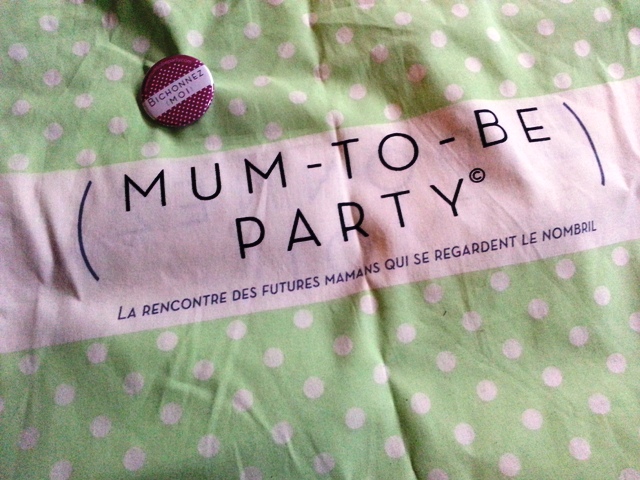 BICHONNEZ
MOI
(MUM-TO-BE
PARTY©)
LA RENCONTRE DES FUTURES MAMANS QUI SE REGARDENT LE NOMBRIL